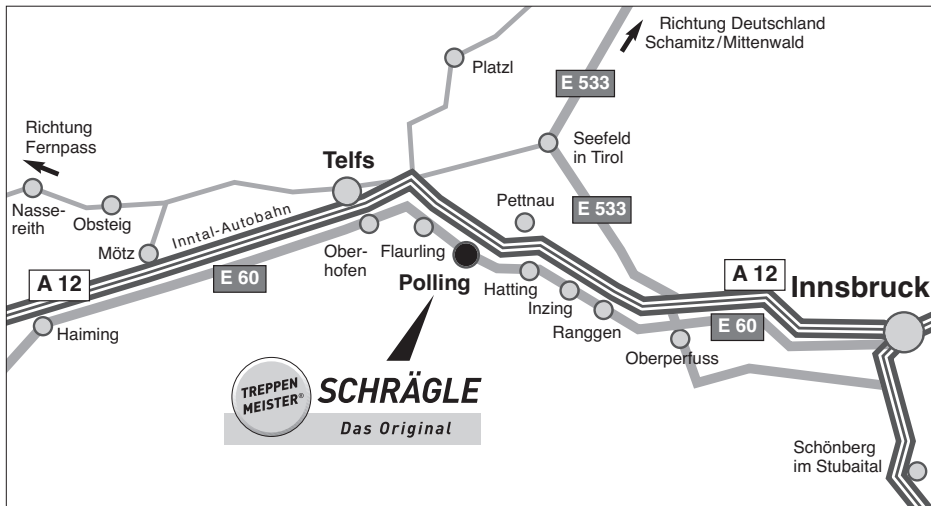 Richtung Deutschland
Schamitz/Mittenwald
Platzl
E 533
Richtung
Fernpass
Seefeld
in Tirol
Telfs
Nasse-
reith
Obsteig
Mötz
Inntal-Autobahn
Pettnau
E 533
Ober-
hofen
Flaurling
Polling
A 12
E 60
Hatting
Inzing
Ranggen
A 12
Innsbruck
E 60
Haiming
Oberperfuss
TREPPEN
MEISTER®
SCHRÄGLE
Das Original
Schönberg
im Stubaital